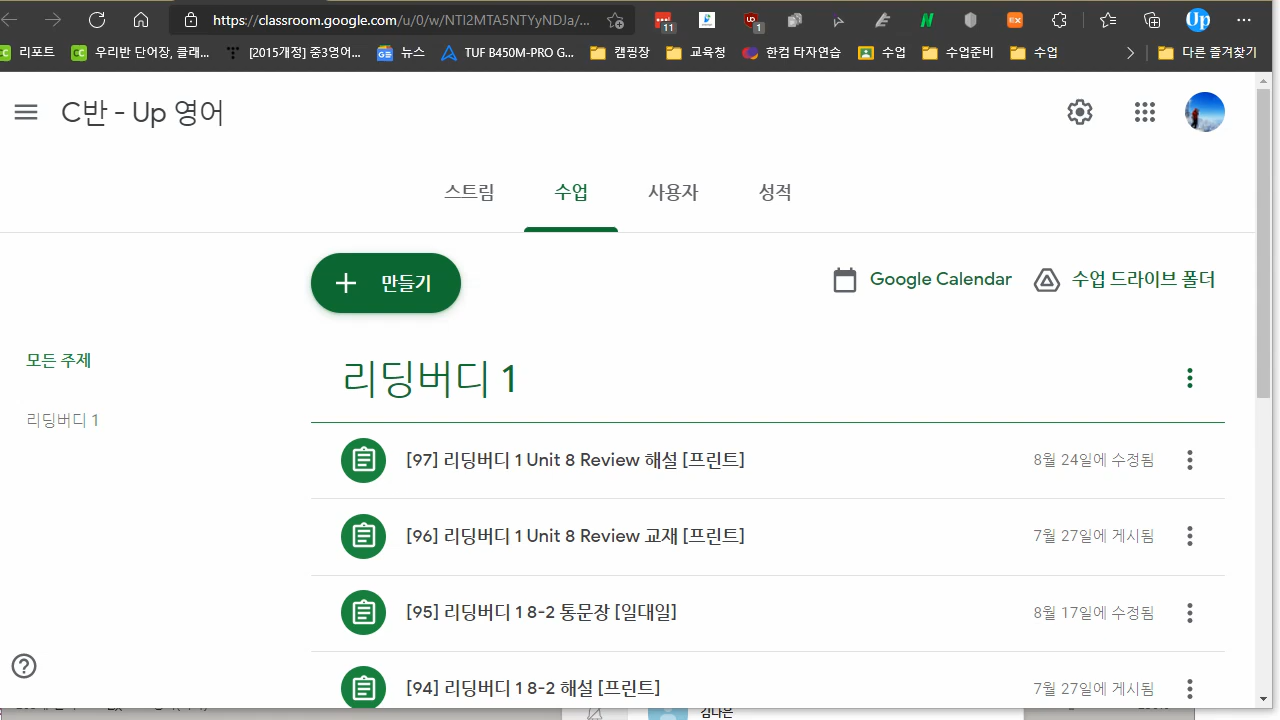 https://classroom.google.com/u/0/w/NTI2MTA5NTYyNDJa/...
11
1
Up
리포트
우리반 단어장, 클래...
[2015개정] 중3영어...
뉴스
TUF B450M-PRO G...
캠핑장
교육청
한컴 타자연습
수업
수업준비
수업
다른 즐겨찾기
C반 - Up 영어
스트림
수업
사용자
성적
만들기
Google Calendar
수업 드라이브 폴더
모든 주제
리딩버디 1
리딩버디 1
[97] 리딩버디 1 Unit 8 Review 해설 [프린트]
8월 24일에 수정됨
[96] 리딩버디 1 Unit 8 Review 교재 [프린트]
7월 27일에 게시됨
[95] 리딩버디 1 8-2 통문장 [일대일]
8월 17일에 수정됨
[94] 리딩버디 1 8-2 해설 [프린트]
7월 27일에 게시됨